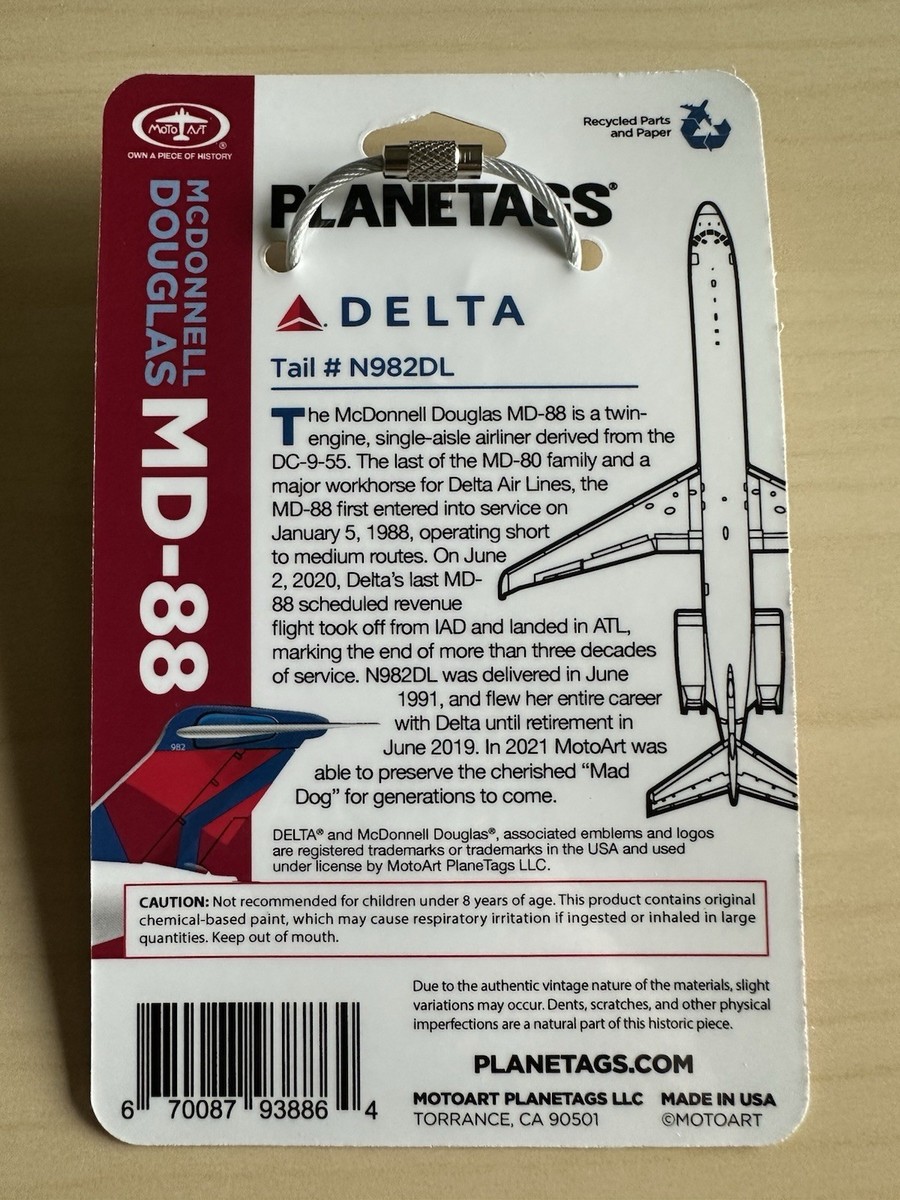 MotoArt®
OWN A PIECE OF HISTORY
Recycled Parts
and Paper
PLANETAGS®
MCDONNELL
DOUGLAS
MD-88
DELTA
Tail # N982DL
The McDonnell Douglas MD-88 is a twin-
engine, single-aisle airliner derived from the
DC-9-55. The last of the MD-80 family and a
major workhorse for Delta Air Lines, the
MD-88 first entered into service on
January 5, 1988, operating short
to medium routes. On June
2, 2020, Delta's last MD-
88 scheduled revenue
flight took off from IAD and landed in ATL,
marking the end of more than three decades
of service. N982DL was delivered in June
1991, and flew her entire career
with Delta until retirement in
June 2019. In 2021 MotoArt was
able to preserve the cherished “Mad
Dog” for generations to come.
982
DELTA® and McDonnell Douglas®, associated emblems and logos
are registered trademarks or trademarks in the USA and used
under license by MotoArt PlaneTags LLC.
CAUTION: Not recommended for children under 8 years of age. This product contains original
chemical-based paint, which may cause respiratory irritation if ingested or inhaled in large
quantities. Keep out of mouth.
Due to the authentic vintage nature of the materials, slight
variations may occur. Dents, scratches, and other physical
imperfections are a natural part of this historic piece.
PLANETAGS.COM
MOTOART PLANETAGS LLC MADE IN USA
TORRANCE, CA 90501 ©MOTOART
6 70087 93886 4